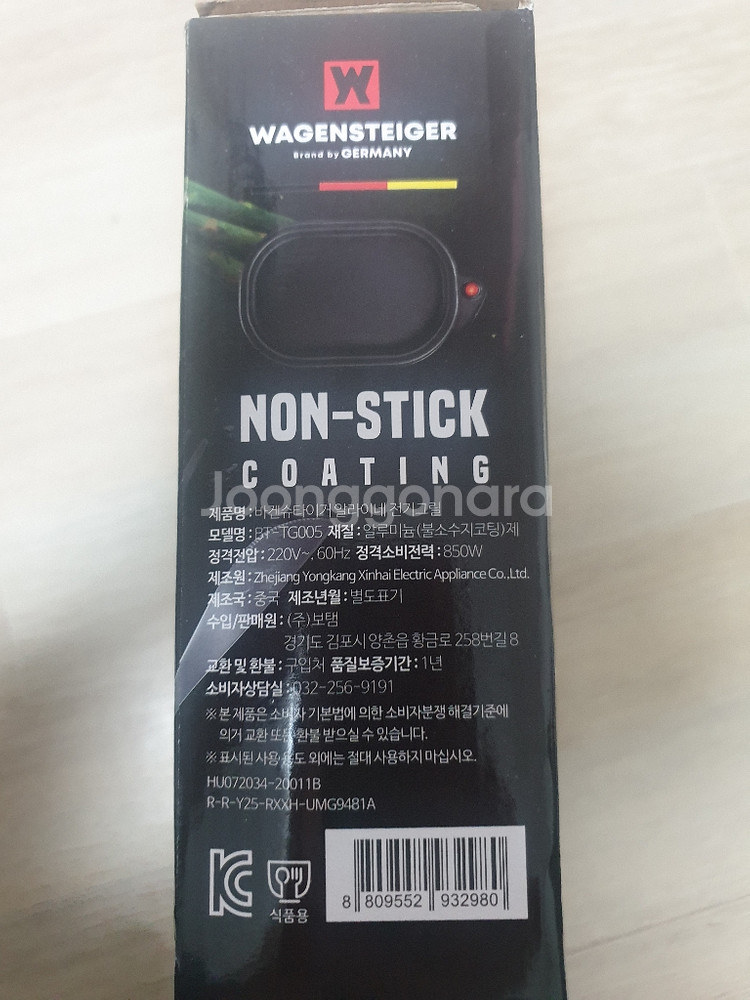 WAGENSTEIGER
Brand by GERMANY
NON-STICK
COATING
Joonggonara
제품명 : 바겐슈타이거 알라이네 전기그릴
모델명 : BT-TG005 재질 : 알루미늄(불소수지코팅)제
정격전압 : 220V~, 60Hz 정격소비전력 : 850W
제조원 : Zhejiang Yongkang Xinhai Electric Appliance Co.,Ltd.
제조국 : 중국 제조년월 : 별도표기
수입/판매원 : (주)보탬
경기도 김포시 양촌읍 황금로 258번길 8
교환 및 환불 : 구입처 품질보증기간 : 1년
소비자상담실 : 032-256-9191
※ 본 제품은 소비자 기본법에 의한 소비자분쟁 해결기준에
의거 교환 또는 환불 받으실 수 있습니다.
※ 표시된 사용 용도 외에는 절대 사용하지 마십시오.
HU072034-20011B
R-R-Y25-RXXH-UMG9481A
식품용
8 809552 932980